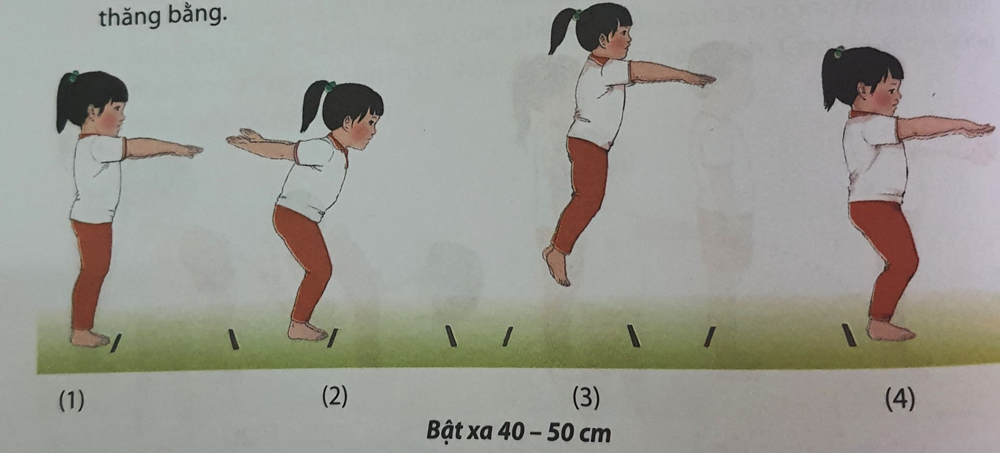 thăng bằng.
(1) (2) (3) (4)
Bật xa 40 – 50 cm